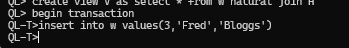 QL> create view v as select * from w natural join H
QL> begin transaction
QL-T>insert into w values(3,'Fred','Bloggs')
QL-T>